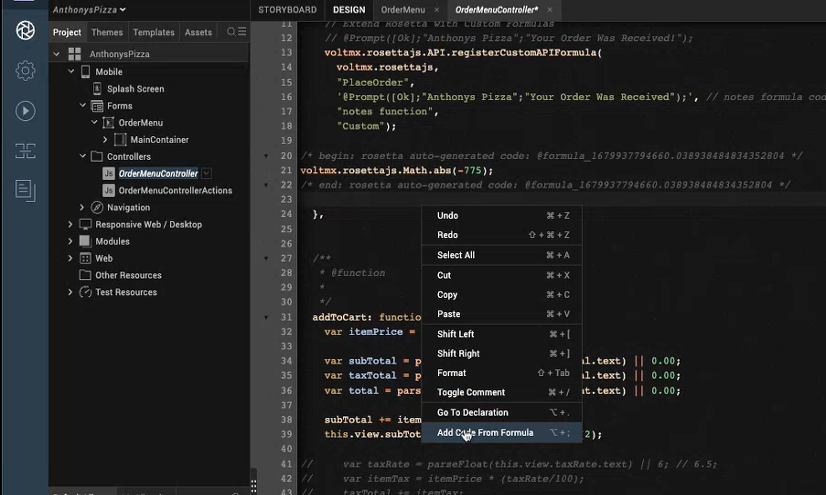 AnthonysPizza
STORYBOARD DESIGN OrderMenu × OrderMenuController* ×
Project Themes Templates Assets
AnthonysPizza
Mobile
Splash Screen
Forms
OrderMenu
MainContainer
Controllers
Js OrderMenuController
Js OrderMenuControllerActions
Navigation
Responsive Web / Desktop
Modules
Web
Other Resources
Test Resources
11 // Extend Rosetta with Custom Formulas
12 // @Prompt([Ok];"Anthonys Pizza";"Your Order Was Received!");
13 voltmx.rosettajs.API.registerCustomAPIFormula(
14 voltmx.rosettajs,
15 "PlaceOrder",
16 '@Prompt([Ok];"Anthonys Pizza";"Your Order Was Received");', // notes formula cod
17 "notes function",
18 "Custom");
19
20 /* begin: rosetta auto-generated code: @formula_1679937794660.038938484834352804 */
21 voltmx.rosettajs.Math.abs(-775);
22 /* end: rosetta auto-generated code: @formula_1679937794660.038938484834352804 */
23
24 },
25
26
27 /**
28 * @function
29 *
30 */
31 addToCart: functio
32 var itemPrice =
33
34 var subTotal = p al.text) || 0.00;
35 var taxTotal = p al.text) || 0.00;
36 var total = pars at.text) || 0.00;
37
38 subTotal += item
39 this.view.subTot 2);
40
41 // var taxRate = parseFloat(this.view.taxRate.text) || 6; // 6.5;
42 // var itemTax = itemPrice * (taxRate/100);
43 // taxTotal += itemTax;
Undo ⌘+Z
Redo ⇧+⌘+Z
Select All ⌘+A
Cut ⌘+X
Copy ⌘+C
Paste ⌘+V
Shift Left ⌘+[
Shift Right ⌘+]
Format ⇧+Tab
Toggle Comment ⌘+/
Go To Declaration ⌥+.
Add Code From Formula ⌥+;